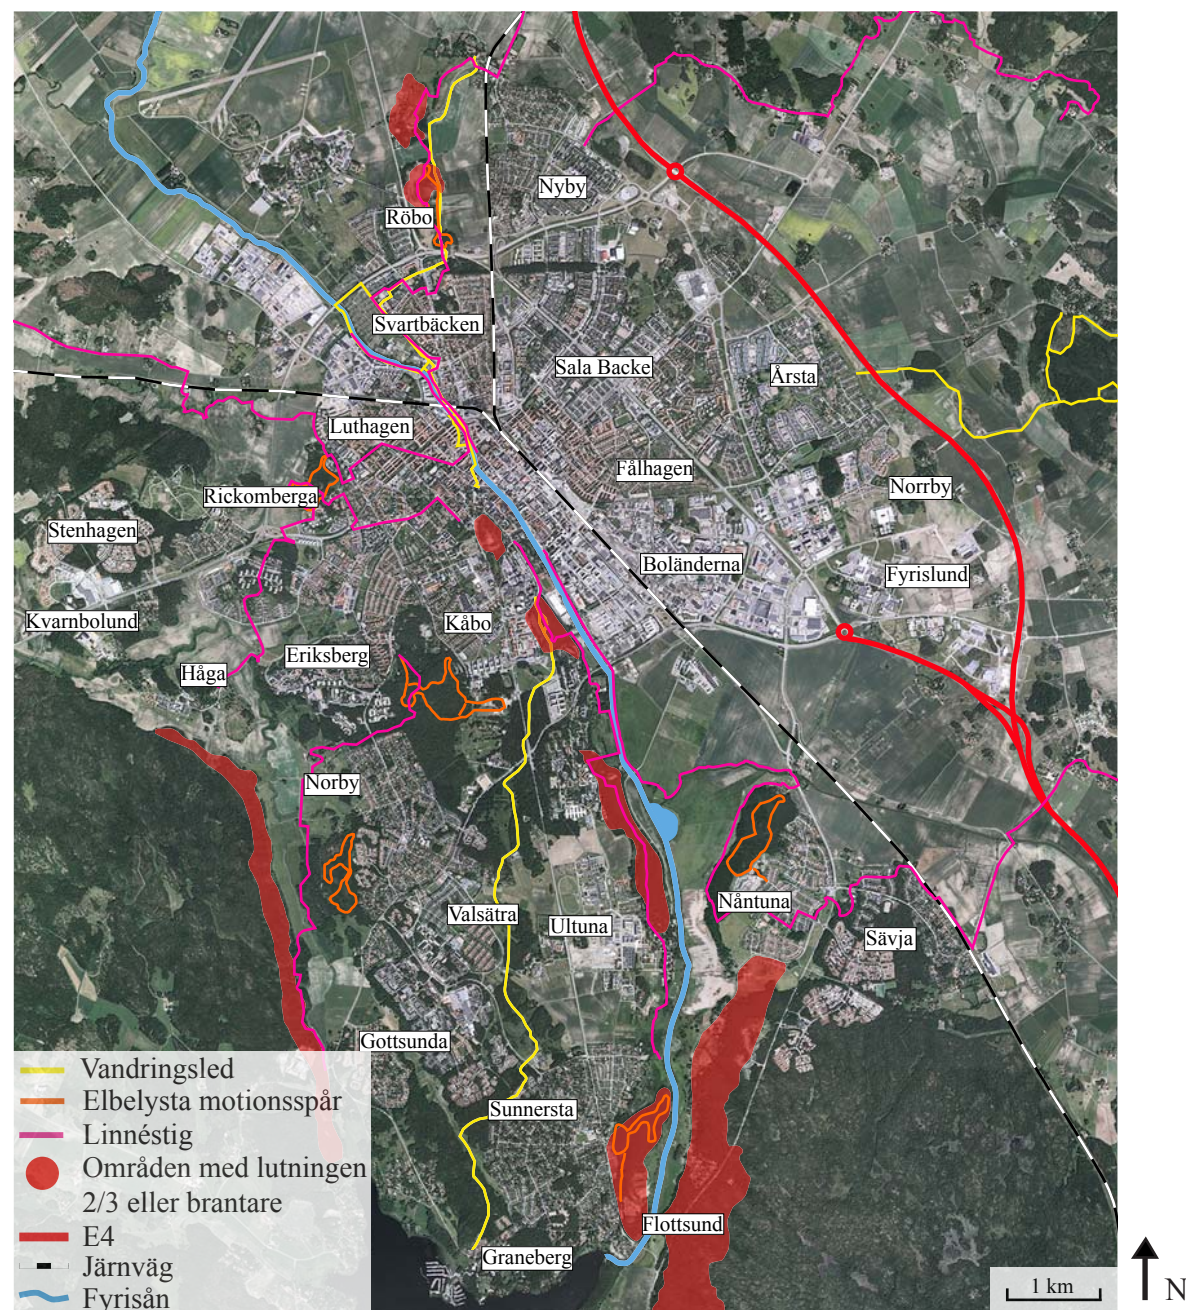 Nyby
Röbo
Svartbäcken
Sala Backe
Årsta
Luthagen
Fålhagen
Rickomberga
Norrby
Stenhagen
Boländerna
Fyrislund
Kvarnbolund
Kåbo
Eriksberg
Håga
Norby
Valsätra
Ultuna
Nåntuna
Sävja
Gottsunda
Sunnersta
Flottsund
Graneberg
Vandringsled
Elbelysta motionsspår
Linnéstig
Områden med lutningen
2/3 eller brantare
E4
Järnväg
Fyrisån
1 km
N